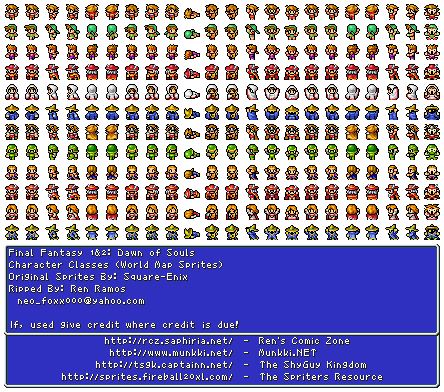 Final Fantasy 1&2: Dawn of Souls
Character Classes (World Map Sprites)
Original Sprites By: Square-Enix
Ripped By: Ren Ramos
neo_foxx000@yahoo.com
If, used give credit where credit is due!
http://rcz.saphiria.net/ - Ren's Comic Zone
http://www.munkki.net/ - Munkki.NET
http://tsgk.captainn.net/ - The ShyGuy Kingdom
http://sprites.fireball20xl.com/ - The Spriters Resource